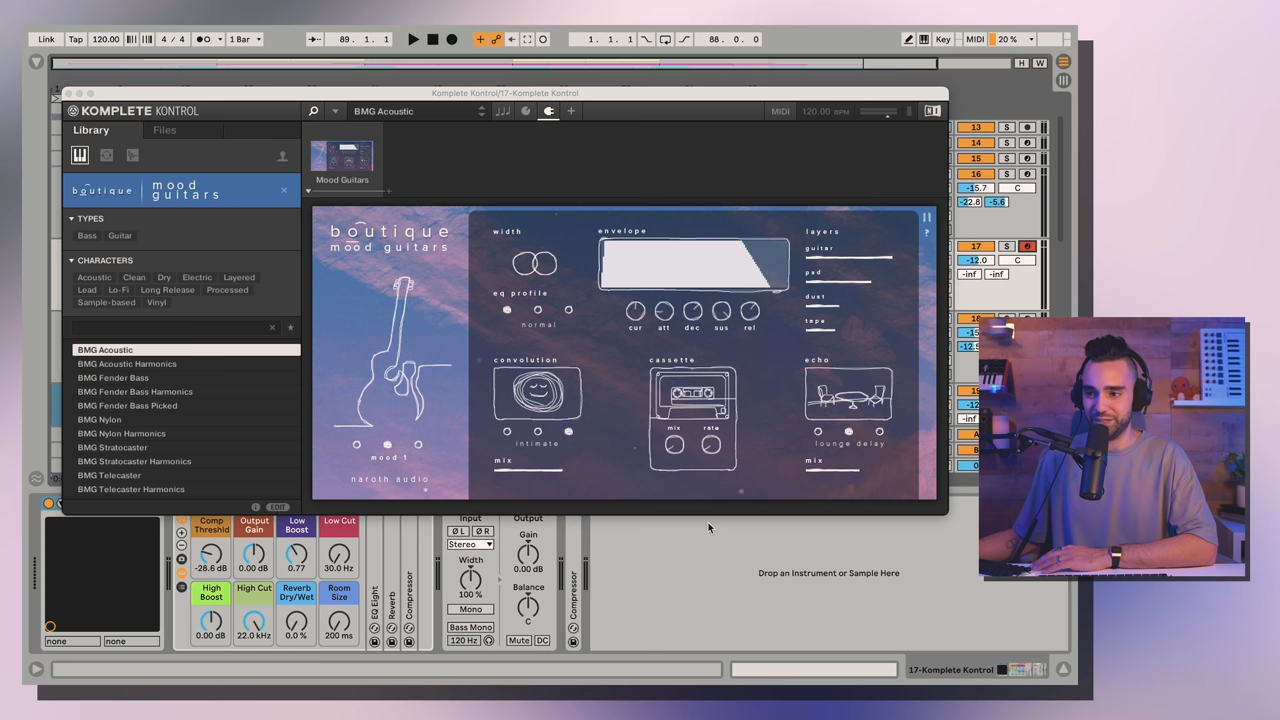 Link Tap 120.00 4 / 4 1 Bar 89. 1. 1 1. 1. 1 88. 0. 0 Key MIDI 20 %
H W
Komplete Kontrol/17-Komplete Kontrol
KOMPLETE KONTROL
BMG Acoustic
MIDI 120.00 BPM
Library Files
Mood Guitars
boutique mood
guitars
TYPES
Bass Guitar
CHARACTERS
Acoustic Clean Dry Electric Layered
Lead Lo-Fi Long Release Processed
Sample-based Vinyl
BMG Acoustic
BMG Acoustic Harmonics
BMG Fender Bass
BMG Fender Bass Harmonics
BMG Fender Bass Picked
BMG Nylon
BMG Nylon Harmonics
BMG Stratocaster
BMG Stratocaster Harmonics
BMG Telecaster
BMG Telecaster Harmonics
EDIT
boutique
mood guitars
mood 1
naroth audio
width
eq profile
normal
envelope
cur att dec sus rel
layers
guitar
pad
dust
tape
convolution
intimate
mix
cassette
mix rate
echo
lounge delay
mix
?
13 S
14 S
15 S
16 S
-15.7 C
-22.8 -5.6
17 S
-12.0 C
-inf -inf
18
-12
-inf
A
B
Comp
Threshld
Output
Gain
Low
Boost
Low Cut
-28.6 dB 0.00 dB 0.77 30.0 Hz
High
Boost
High Cut
Reverb
Dry/Wet
Room
Size
0.00 dB 22.0 kHz 0.0 % 200 ms
none none
EQ Eight
Reverb
Compressor
Input
Ø L Ø R
Stereo
Width
100 %
Mono
Bass Mono
120 Hz
Output
Gain
0.00 dB
Balance
C
Mute DC
Compressor
Drop an Instrument or Sample Here
17-Komplete Kontrol